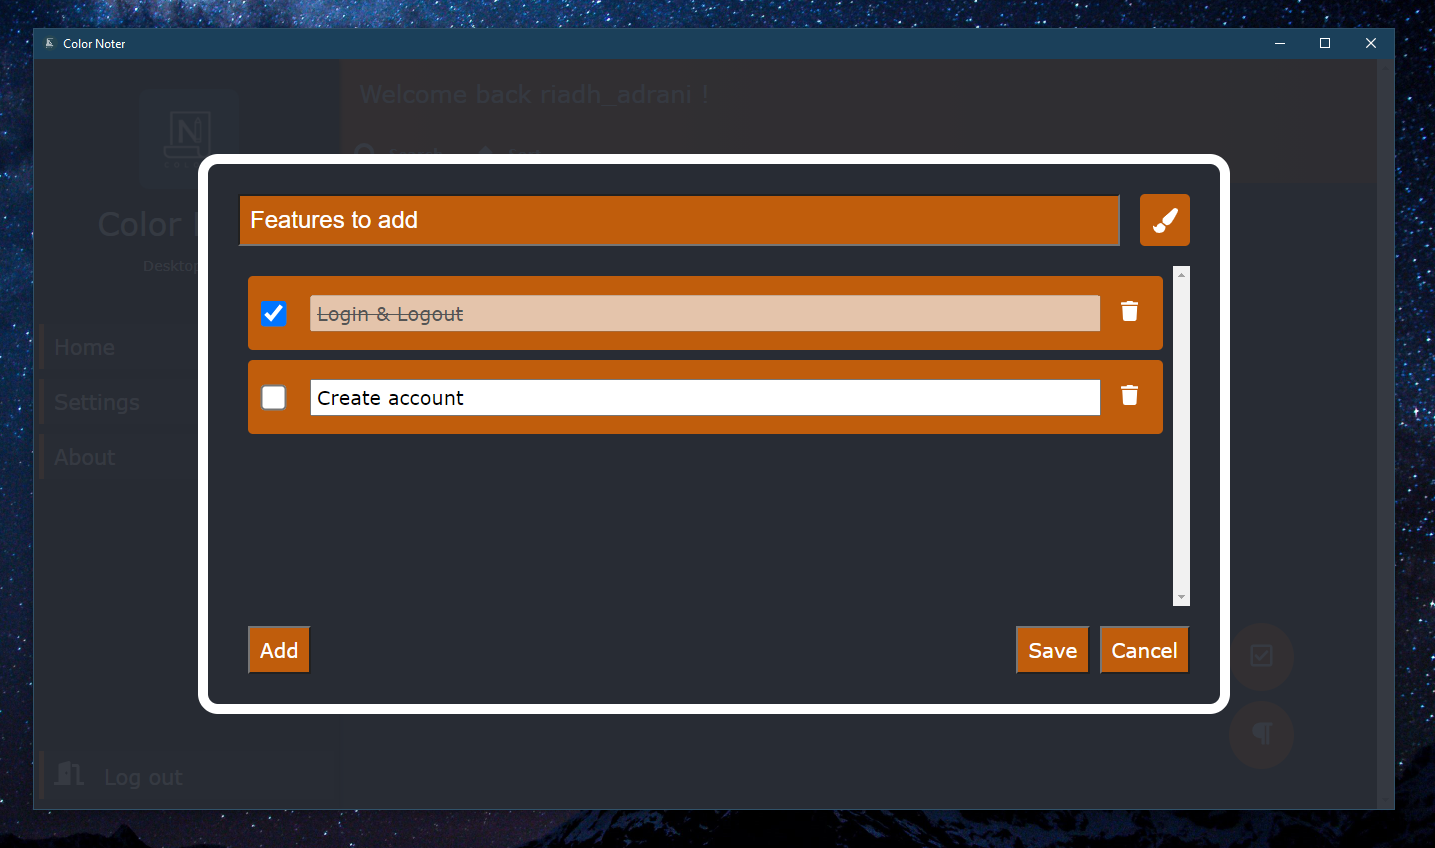 Color Noter
Welcome back riadh_adrani !
Search
Sort
Color
Desktop
Features to add
Login & Logout
Create account
Home
Settings
About
Add
Save
Cancel
Log out